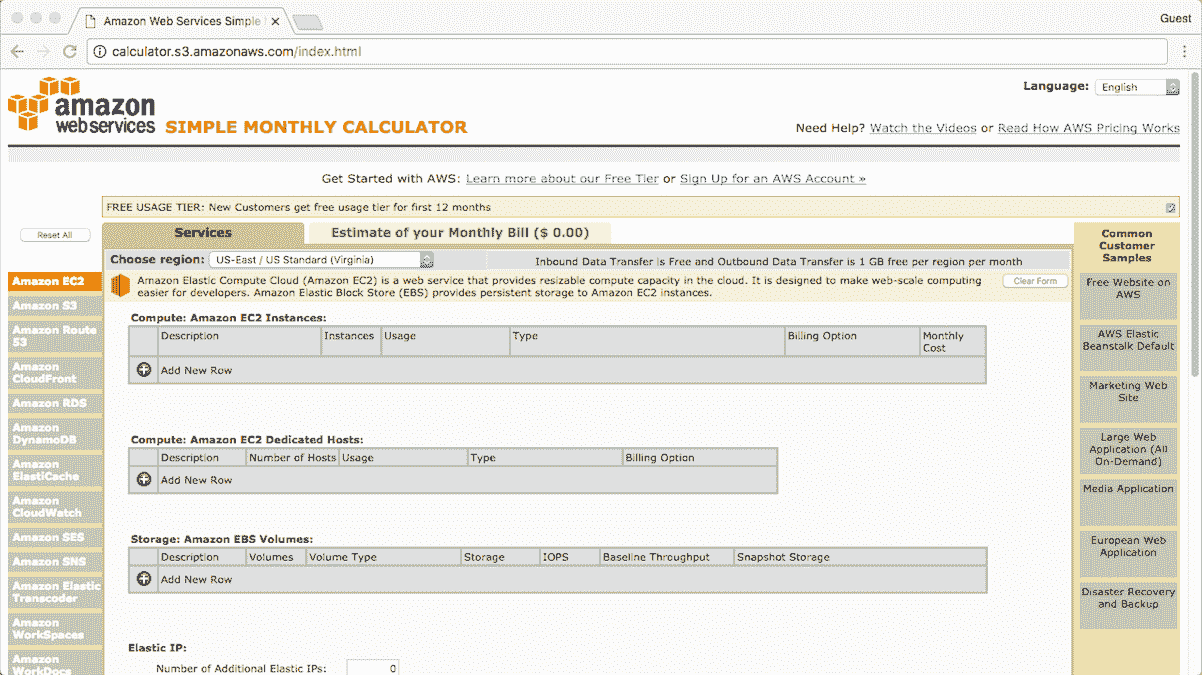 Amazon Web Services Simple
Guest
calculator.s3.amazonaws.com/index.html
Language: English
amazon
webservices
SIMPLE MONTHLY CALCULATOR
Need Help? Watch the Videos or Read How AWS Pricing Works
Get Started with AWS: Learn more about our Free Tier or Sign Up for an AWS Account »
FREE USAGE TIER: New Customers get free usage tier for first 12 months
Reset All
Services
Estimate of your Monthly Bill ($ 0.00)
Choose region: US-East / US Standard (Virginia)
Inbound Data Transfer is Free and Outbound Data Transfer is 1 GB free per region per month
Amazon Elastic Compute Cloud (Amazon EC2) is a web service that provides resizable compute capacity in the cloud. It is designed to make web-scale computing
easier for developers. Amazon Elastic Block Store (EBS) provides persistent storage to Amazon EC2 instances.
Clear Form
Amazon EC2
Amazon S3
Amazon Route
53
Amazon
CloudFront
Amazon RDS
Amazon
DynamoDB
Amazon
ElastiCache
Amazon
CloudWatch
Amazon SES
Amazon SNS
Amazon Elastic
Transcoder
Amazon
WorkSpaces
Amazon
WorkDocs
Compute: Amazon EC2 Instances:
Description Instances Usage Type Billing Option Monthly
Cost
Add New Row
Compute: Amazon EC2 Dedicated Hosts:
Description Number of Hosts Usage Type Billing Option
Add New Row
Storage: Amazon EBS Volumes:
Description Volumes Volume Type Storage IOPS Baseline Throughput Snapshot Storage
Add New Row
Elastic IP:
Number of Additional Elastic IPs: 0
Common
Customer
Samples
Free Website on
AWS
AWS Elastic
Beanstalk Default
Marketing Web
Site
Large Web
Application (All
On-Demand)
Media Application
European Web
Application
Disaster Recovery
and Backup